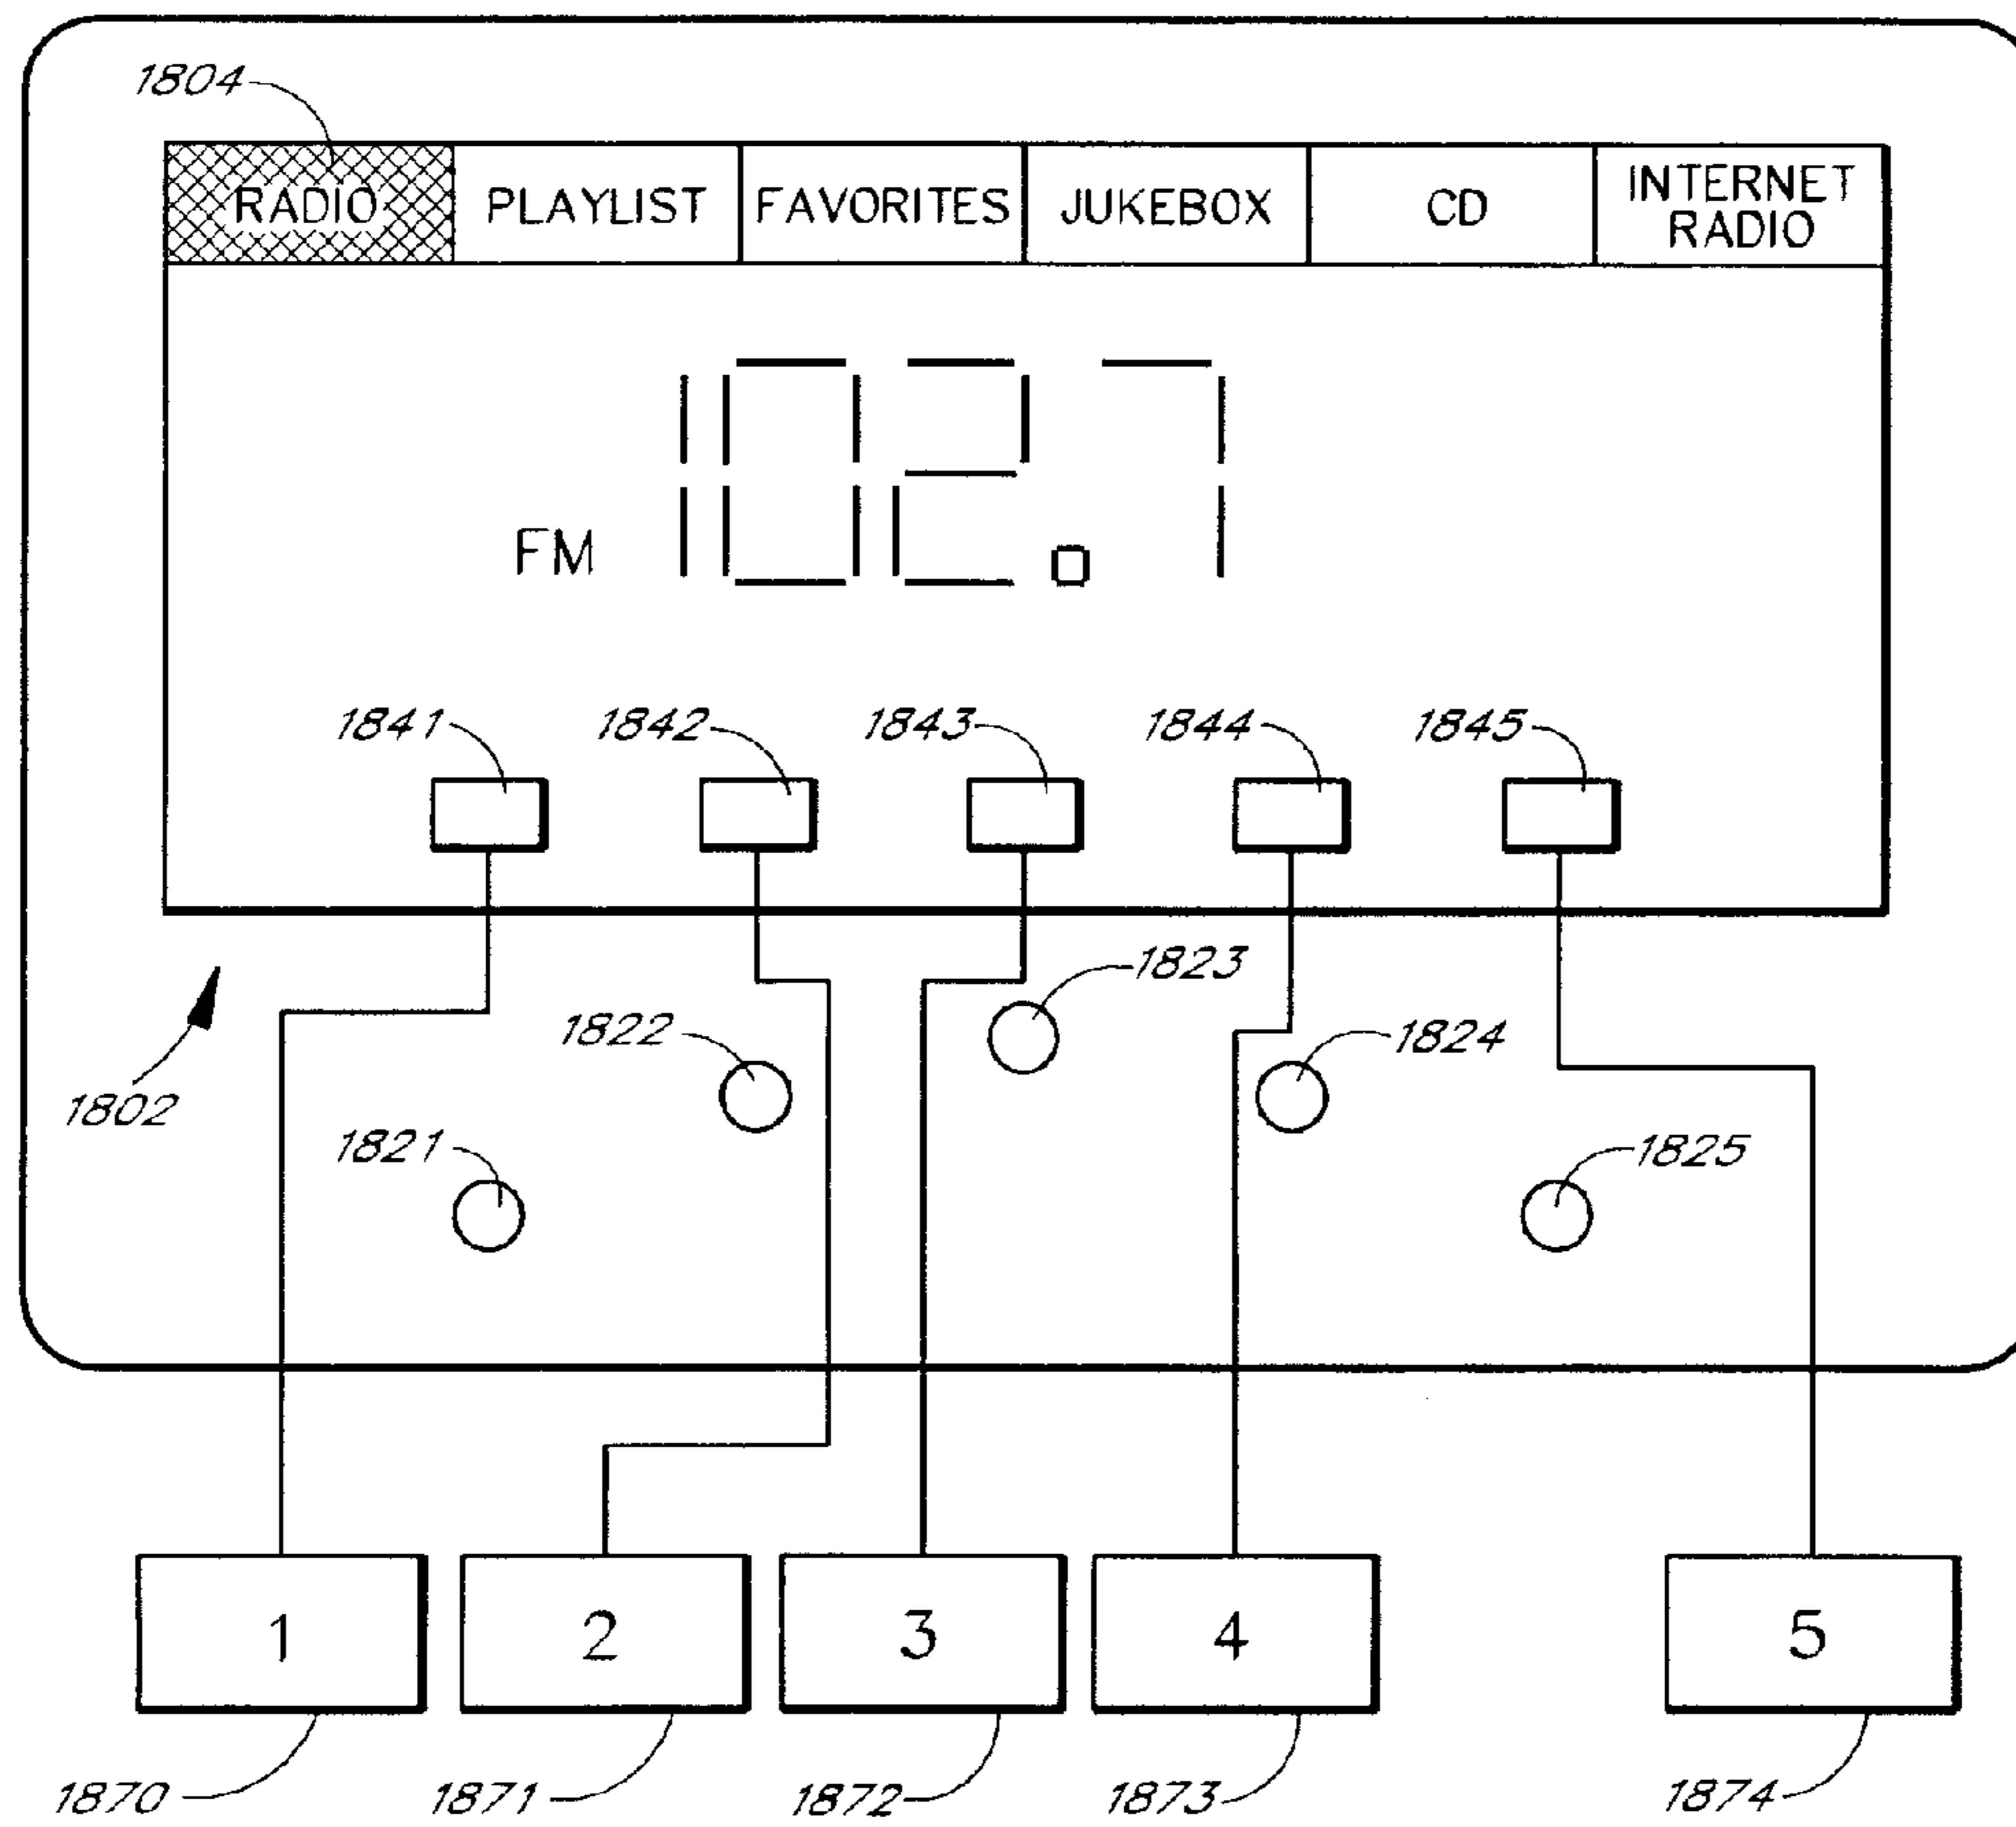 1804
RADIO PLAYLIST FAVORITES JUKEBOX CD INTERNET RADIO
FM 102.7
1841 1842 1843 1844 1845
1823
1822 1824
1802
1821 1825
1 2 3 4 5
1870 1871 1872 1873 1874